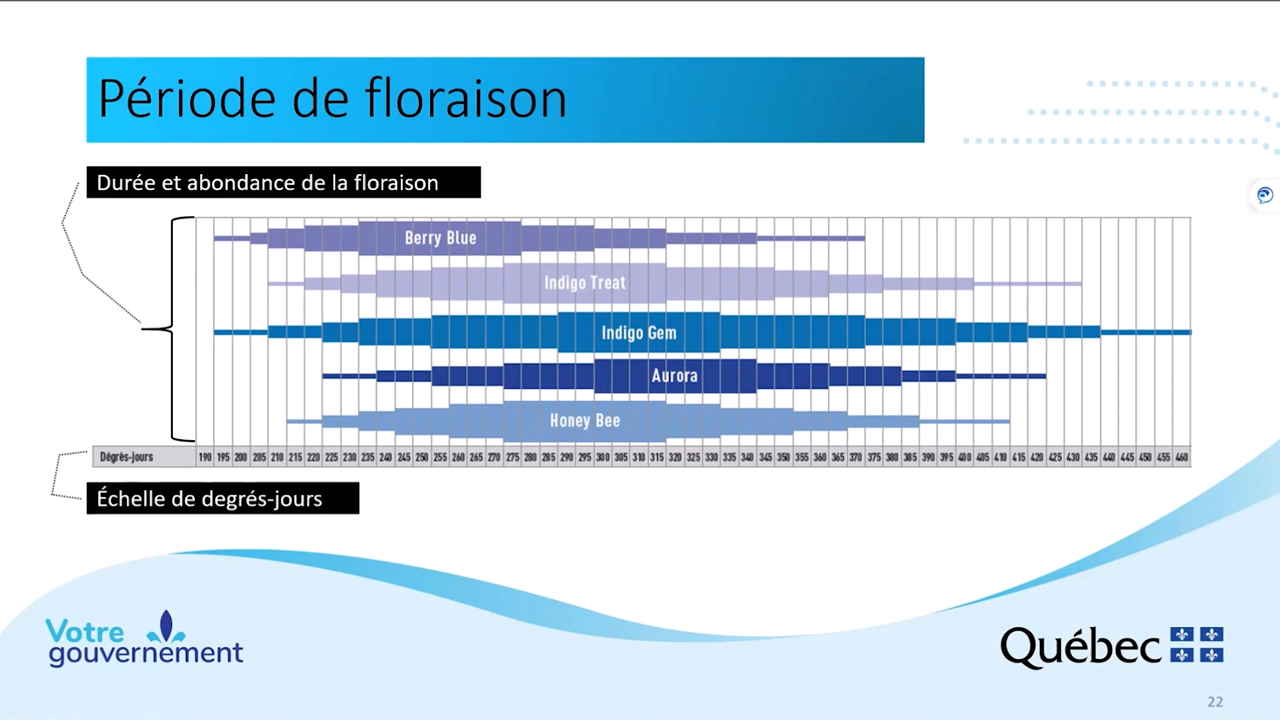 Période de floraison
Durée et abondance de la floraison
Berry Blue
Indigo Treat
Indigo Gem
Aurora
Honey Bee
Dégrés-jours 190 195 200 205 210 215 220 225 230 235 240 245 250 255 260 265 270 275 280 285 290 295 300 305 310 315 320 325 330 335 340 345 350 355 360 365 370 375 380 385 390 395 400 405 410 415 420 425 430 435 440 445 450 455 460
Échelle de degrés-jours
Votre
gouvernement
Québec
22